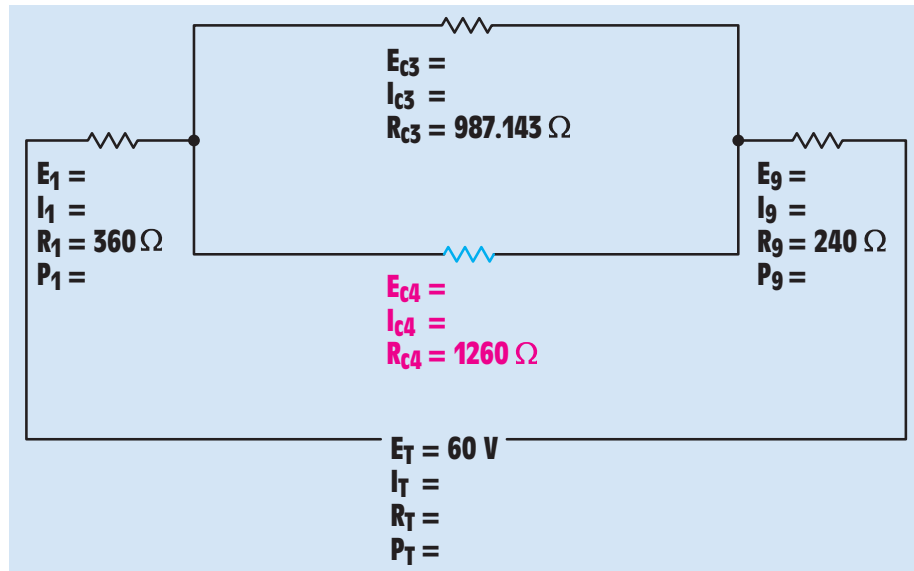 E_C3 =
I_C3 =
R_C3 = 987.143 Ω
E_1 =
I_1 =
R_1 = 360 Ω
P_1 =
E_9 =
I_9 =
R_9 = 240 Ω
P_9 =
E_C4 =
I_C4 =
R_C4 = 1260 Ω
E_T = 60 V
I_T =
R_T =
P_T =